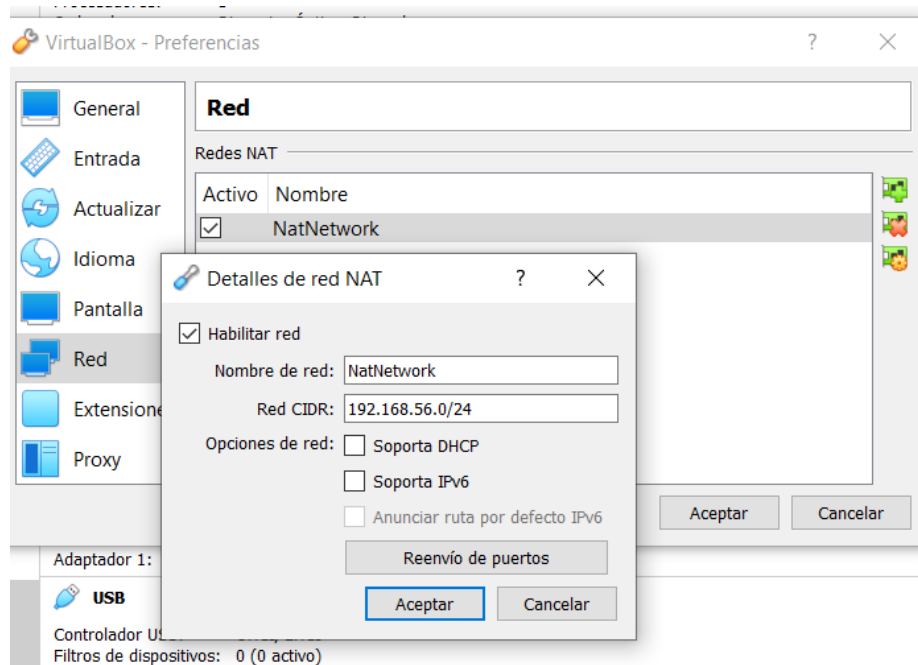 VirtualBox - Preferencias
?
General
Red
Entrada
Redes NAT
Activo Nombre
Actualizar
NatNetwork
Idioma
Detalles de red NAT
?
Pantalla
Habilitar red
Red
Nombre de red: NatNetwork
Extensione
Red CIDR: 192.168.56.0/24
Opciones de red: Soporta DHCP
Proxy
Soporta IPv6
Anunciar ruta por defecto IPv6
Aceptar Cancelar
Reenvío de puertos
Adaptador 1:
Aceptar Cancelar
USB
Controlador
Filtros de dispositivos: 0 (0 activo)